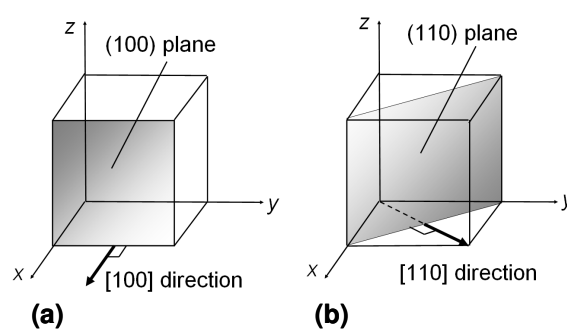 z
(100) plane
y
x
[100] direction
(a)
z
(110) plane
y
x
[110] direction
(b)